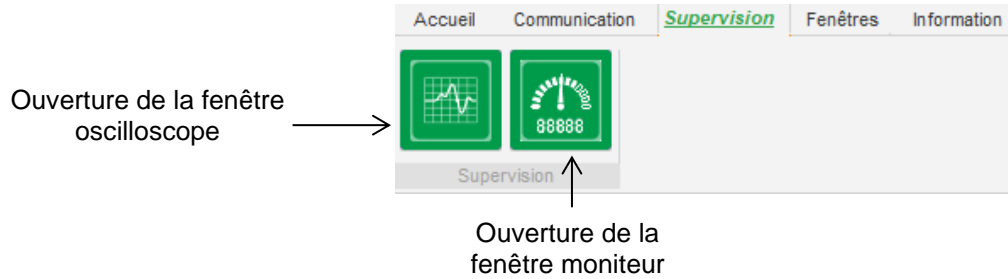 Accueil Communication Supervision Fenêtres Information
Ouverture de la fenêtre
oscilloscope
88888
Supervision
Ouverture de la
fenêtre moniteur